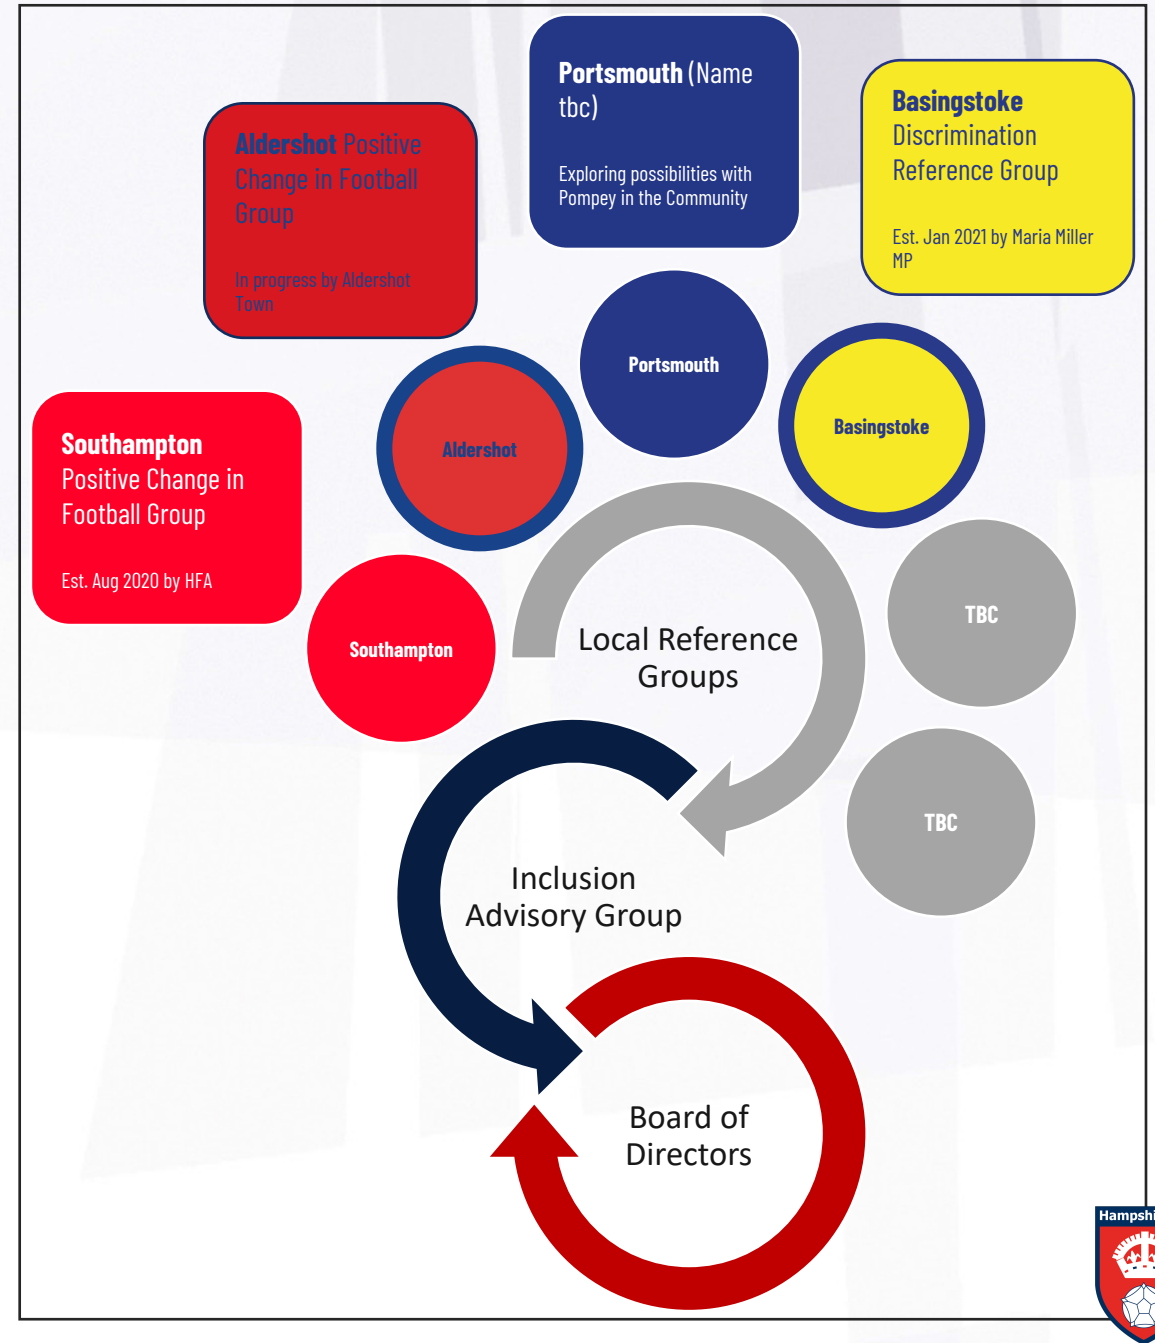 Portsmouth (Name
tbc)
Exploring possibilities with
Pompey in the Community
Basingstoke
Discrimination
Reference Group
Est. Jan 2021 by Maria Miller
MP
Aldershot Positive
Change in Football
Group
In progress by Aldershot
Town
Southampton
Positive Change in
Football Group
Est. Aug 2020 by HFA
Portsmouth
Basingstoke
Aldershot
Southampton
TBC
TBC
Local Reference
Groups
Inclusion
Advisory Group
Board of
Directors